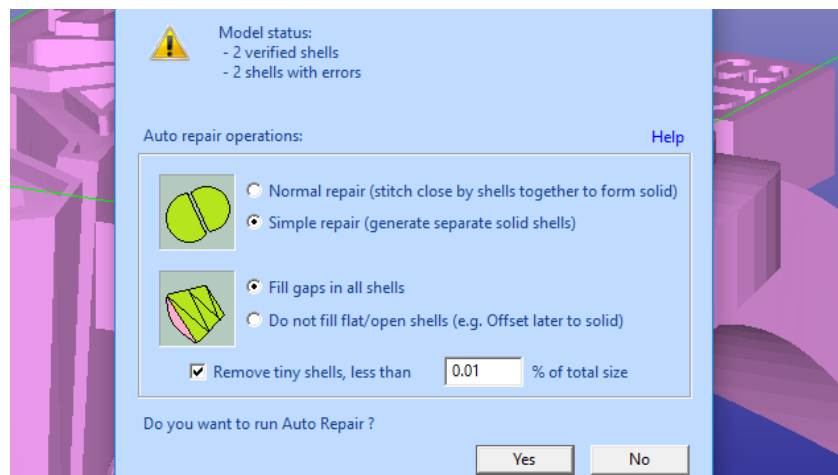 Model status:
- 2 verified shells
- 2 shells with errors
Auto repair operations:
Help
Normal repair (stitch close by shells together to form solid)
Simple repair (generate separate solid shells)
Fill gaps in all shells
Do not fill flat/open shells (e.g. Offset later to solid)
Remove tiny shells, less than 0.01 % of total size
Do you want to run Auto Repair ?
Yes No